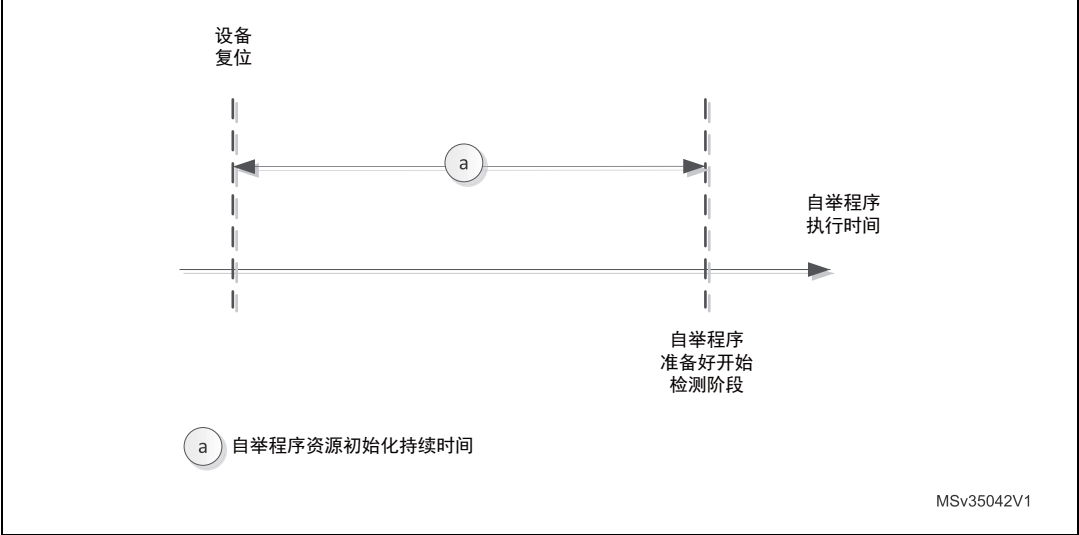 设备
复位
a
自举程序
执行时间
自举程序
准备好开始
检测阶段
a 自举程序资源初始化持续时间
MSv35042V1